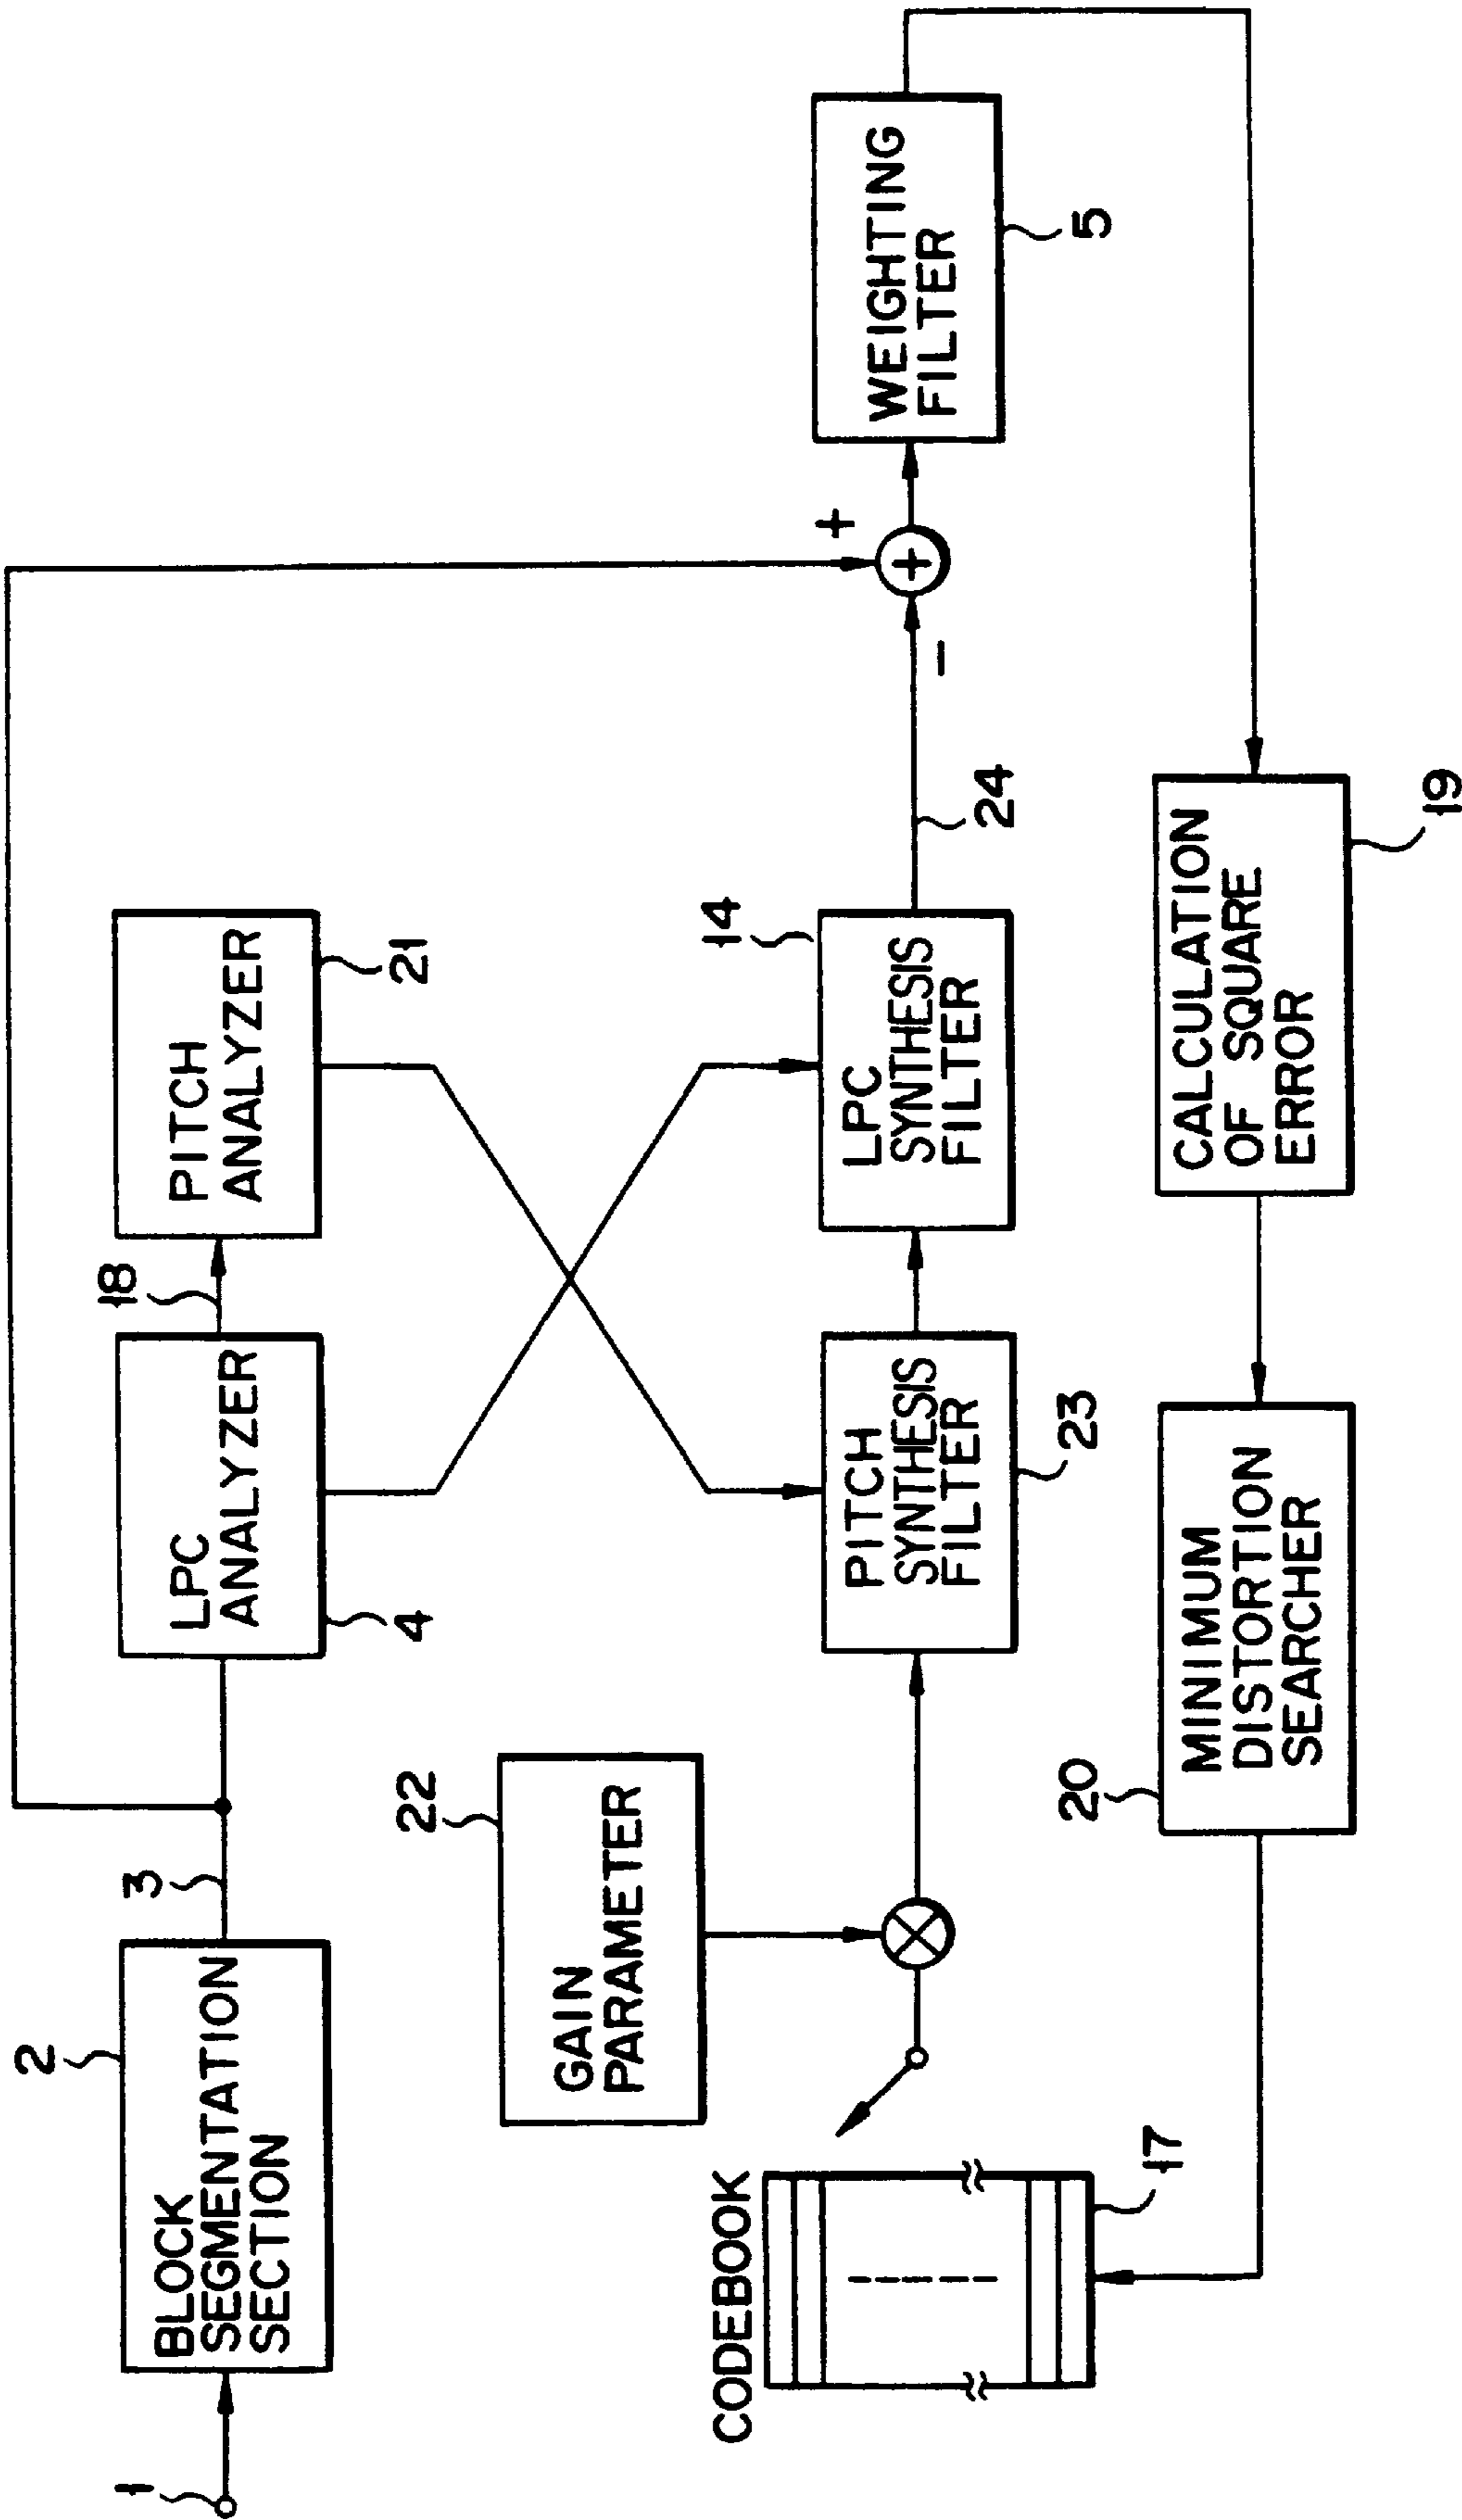 1
2
BLOCK
SEGMENTATION
SECTION
3
LPC
ANALYZER
4
18
PITCH
ANALYZER
21
22
GAIN
PARAMETER
CODEBOOK
17
PITCH
SYNTHESIS
FILTER
23
14
LPC
SYNTHESIS
FILTER
24
+
-
+
WEIGHTING
FILTER
5
20
MINIMUM
DISTORTION
SEARCHER
CALCULATION
OF SQUARE
ERROR
19